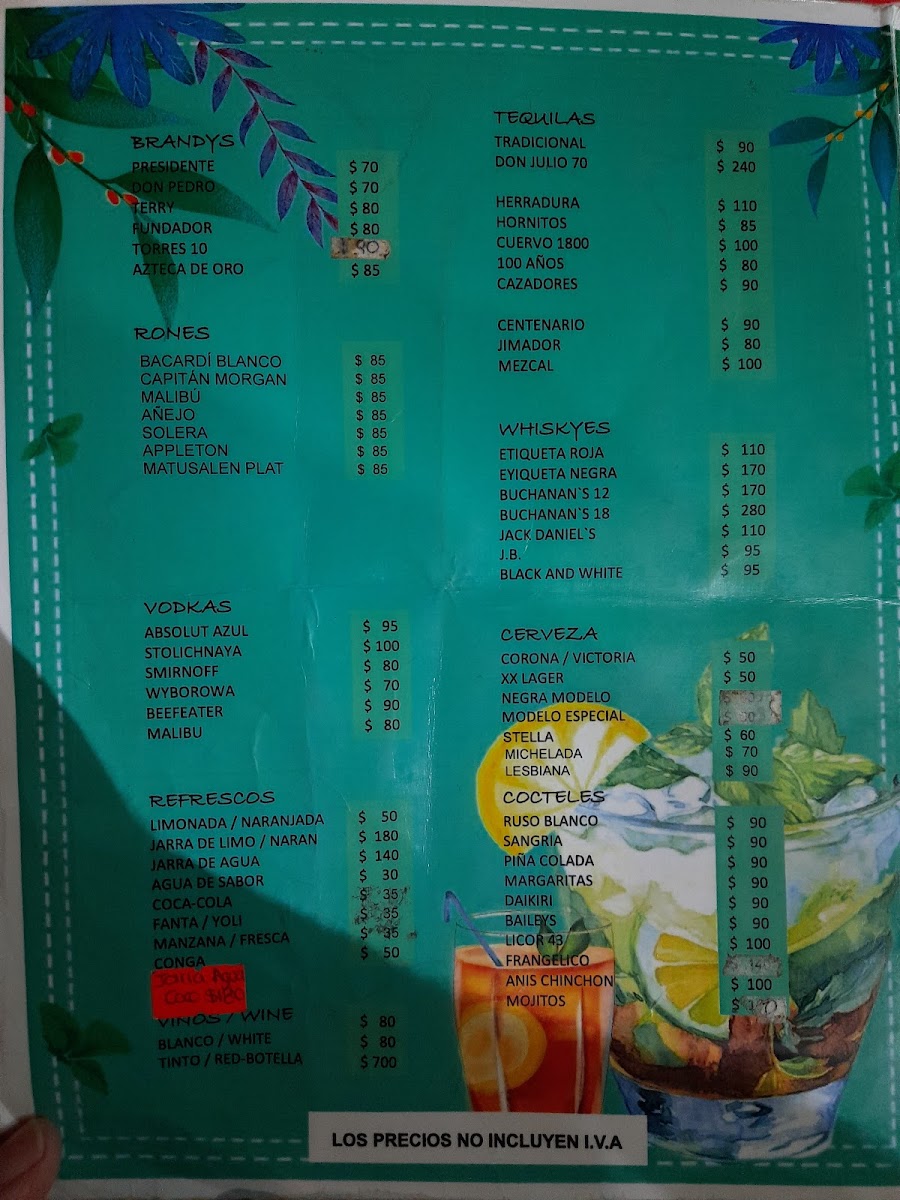 BRANDYS
PRESIDENTE $ 70
DON PEDRO $ 70
TERRY $ 80
FUNDADOR $ 80
TORRES 10 $ 90
AZTECA DE ORO $ 85
RONES
BACARDÍ BLANCO $ 85
CAPITÁN MORGAN $ 85
MALIBÚ $ 85
AÑEJO $ 85
SOLERA $ 85
APPLETON $ 85
MATUSALEN PLAT $ 85
VODKAS
ABSOLUT AZUL $ 95
STOLICHNAYA $ 100
SMIRNOFF $ 80
WYBOROWA $ 70
BEEFEATER $ 90
MALIBU $ 80
REFRESCOS
LIMONADA / NARANJADA $ 50
JARRA DE LIMO / NARAN $ 180
JARRA DE AGUA $ 140
AGUA DE SABOR $ 30
COCA-COLA $ 35
FANTA / YOLI $ 35
MANZANA / FRESCA $ 35
CONGA $ 50
Jarra Agua
$180
VINOS / WINE $ 80
BLANCO / WHITE $ 80
TINTO / RED-BOTELLA $ 700
TEQUILAS
TRADICIONAL $ 90
DON JULIO 70 $ 240
HERRADURA $ 110
HORNITOS $ 85
CUERVO 1800 $ 100
100 AÑOS $ 80
CAZADORES $ 90
CENTENARIO $ 90
JIMADOR $ 80
MEZCAL $ 100
WHISKYES
ETIQUETA ROJA $ 110
EYIQUETA NEGRA $ 170
BUCHANAN`S 12 $ 170
BUCHANAN`S 18 $ 280
JACK DANIEL`S $ 110
J.B. $ 95
BLACK AND WHITE $ 95
CERVEZA
CORONA / VICTORIA $ 50
XX LAGER $ 50
NEGRA MODELO
MODELO ESPECIAL
STELLA $ 60
MICHELADA $ 70
LESBIANA $ 90
COCTELES
RUSO BLANCO $ 90
SANGRÍA $ 90
PIÑA COLADA $ 90
MARGARITAS $ 90
DAIKIRI $ 90
BAILEYS $ 90
LICOR 43 $ 100
FRANGELICO
ANIS CHINCHON $ 100
MOJITOS
LOS PRECIOS NO INCLUYEN I.V.A